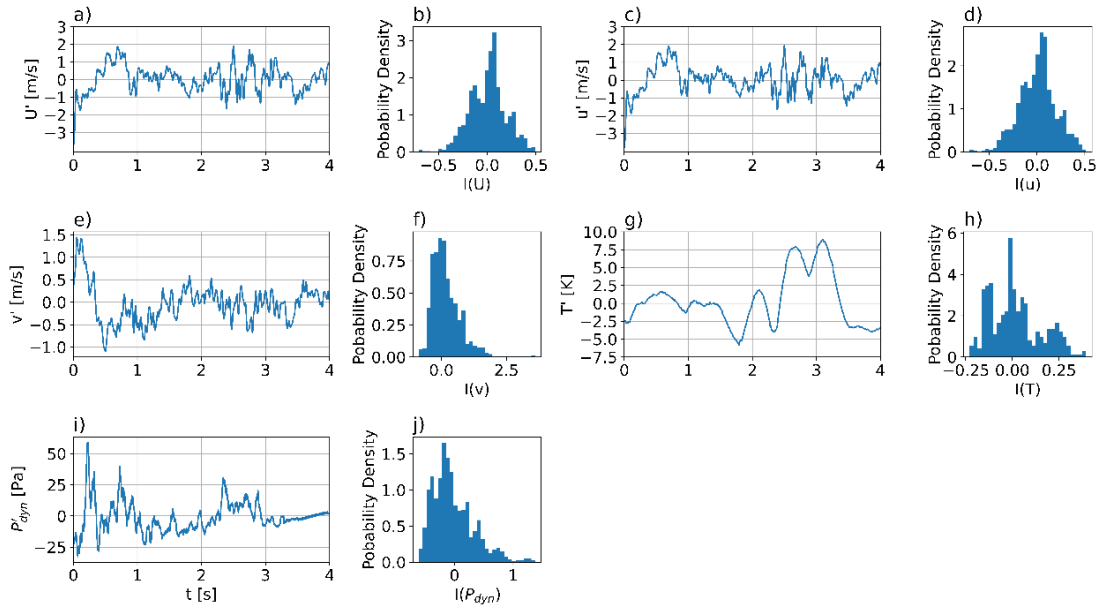 a)
3
2
1
0
−1
−2
−3
U' [m/s]
0 1 2 3 4
b)
3
2
1
0
Pobability Density
−0.5 0.0 0.5
I(U)
c)
3
2
1
0
−1
−2
−3
u' [m/s]
0 1 2 3 4
d)
3
2
1
0
Pobability Density
−0.5 0.0 0.5
I(u)
e)
1.5
1.0
0.5
0.0
−0.5
−1.0
v' [m/s]
0 1 2 3 4
f)
0.75
0.50
0.25
0.00
Pobability Density
0.0 2.5
I(v)
g)
10.0
7.5
5.0
2.5
0.0
−2.5
−5.0
−7.5
T' [K]
0 1 2 3 4
h)
6
4
2
0
Pobability Density
−0.25 0.00 0.25
I(T)
i)
50
25
0
−25
P'dyn [Pa]
0 1 2 3 4
t [s]
j)
1.5
1.0
0.5
0.0
Pobability Density
0 1
I(Pdyn)